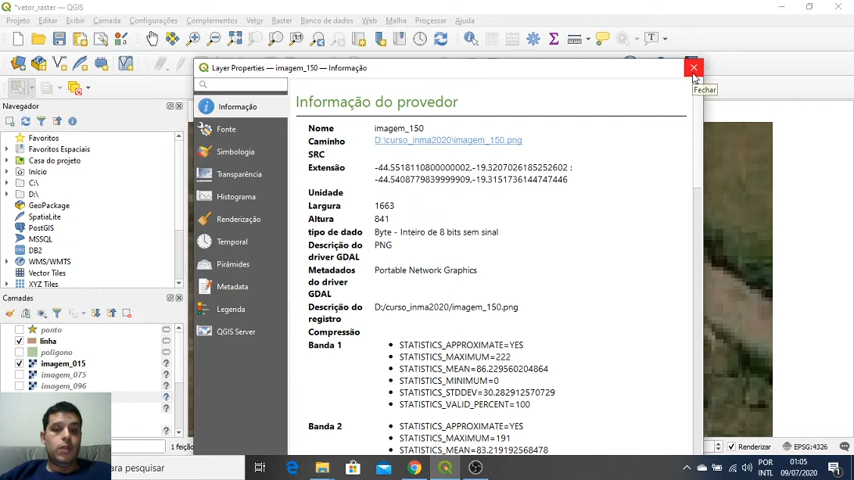 *vetor_raster — QGIS
Projeto Editar Exibir Camada Configurações Complementos Vetor Raster Banco de dados Web Malha Processar Ajuda
Layer Properties — imagem_150 — Informação
Fechar
Navegador
Favoritos
Favoritos Espaciais
Casa do projeto
Início
C:\
D:\
GeoPackage
SpatiaLite
PostGIS
MSSQL
DB2
WMS/WMTS
Vector Tiles
XYZ Tiles
Camadas
ponto
linha
poligono
imagem_015
imagem_075
imagem_096
Informação
Fonte
Simbologia
Transparência
Histograma
Renderização
Temporal
Pirâmides
Metadata
Legenda
QGIS Server
Informação do provedor
Nome imagem_150
Caminho D:\curso_inma2020\imagem_150.png
SRC
Extensão -44.5518110800000002,-19.3207026185252602 :
-44.5408779839999909,-19.3151736144747446
Unidade
Largura 1663
Altura 841
tipo de dado Byte - Inteiro de 8 bits sem sinal
Descrição do PNG
driver GDAL
Metadados Portable Network Graphics
do driver
GDAL
Descrição do D:/curso_inma2020/imagem_150.png
registro
Compressão
Banda 1 • STATISTICS_APPROXIMATE=YES
• STATISTICS_MAXIMUM=222
• STATISTICS_MEAN=86.229560204864
• STATISTICS_MINIMUM=0
• STATISTICS_STDDEV=30.282912570729
• STATISTICS_VALID_PERCENT=100
Banda 2 • STATISTICS_APPROXIMATE=YES
• STATISTICS_MAXIMUM=191
• STATISTICS_MEAN=83.219192568478
1 feição
Renderizar EPSG:4326
para pesquisar
POR
INTL
01:05
09/07/2020